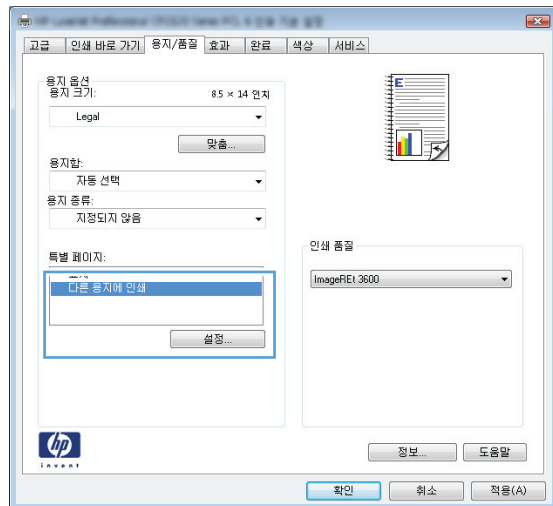 고급 인쇄 바로 가기 용지/품질 효과 완료 색상 서비스
용지 옵션
용지 크기: 8.5 × 14 인치
Legal
맞춤...
용지함:
자동 선택
용지 종류:
지정되지 않음
특별 페이지:
다른 용지에 인쇄
설정...
E
인쇄 품질
ImageREt 3600
hp
invent
정보... 도움말
확인 취소 적용(A)